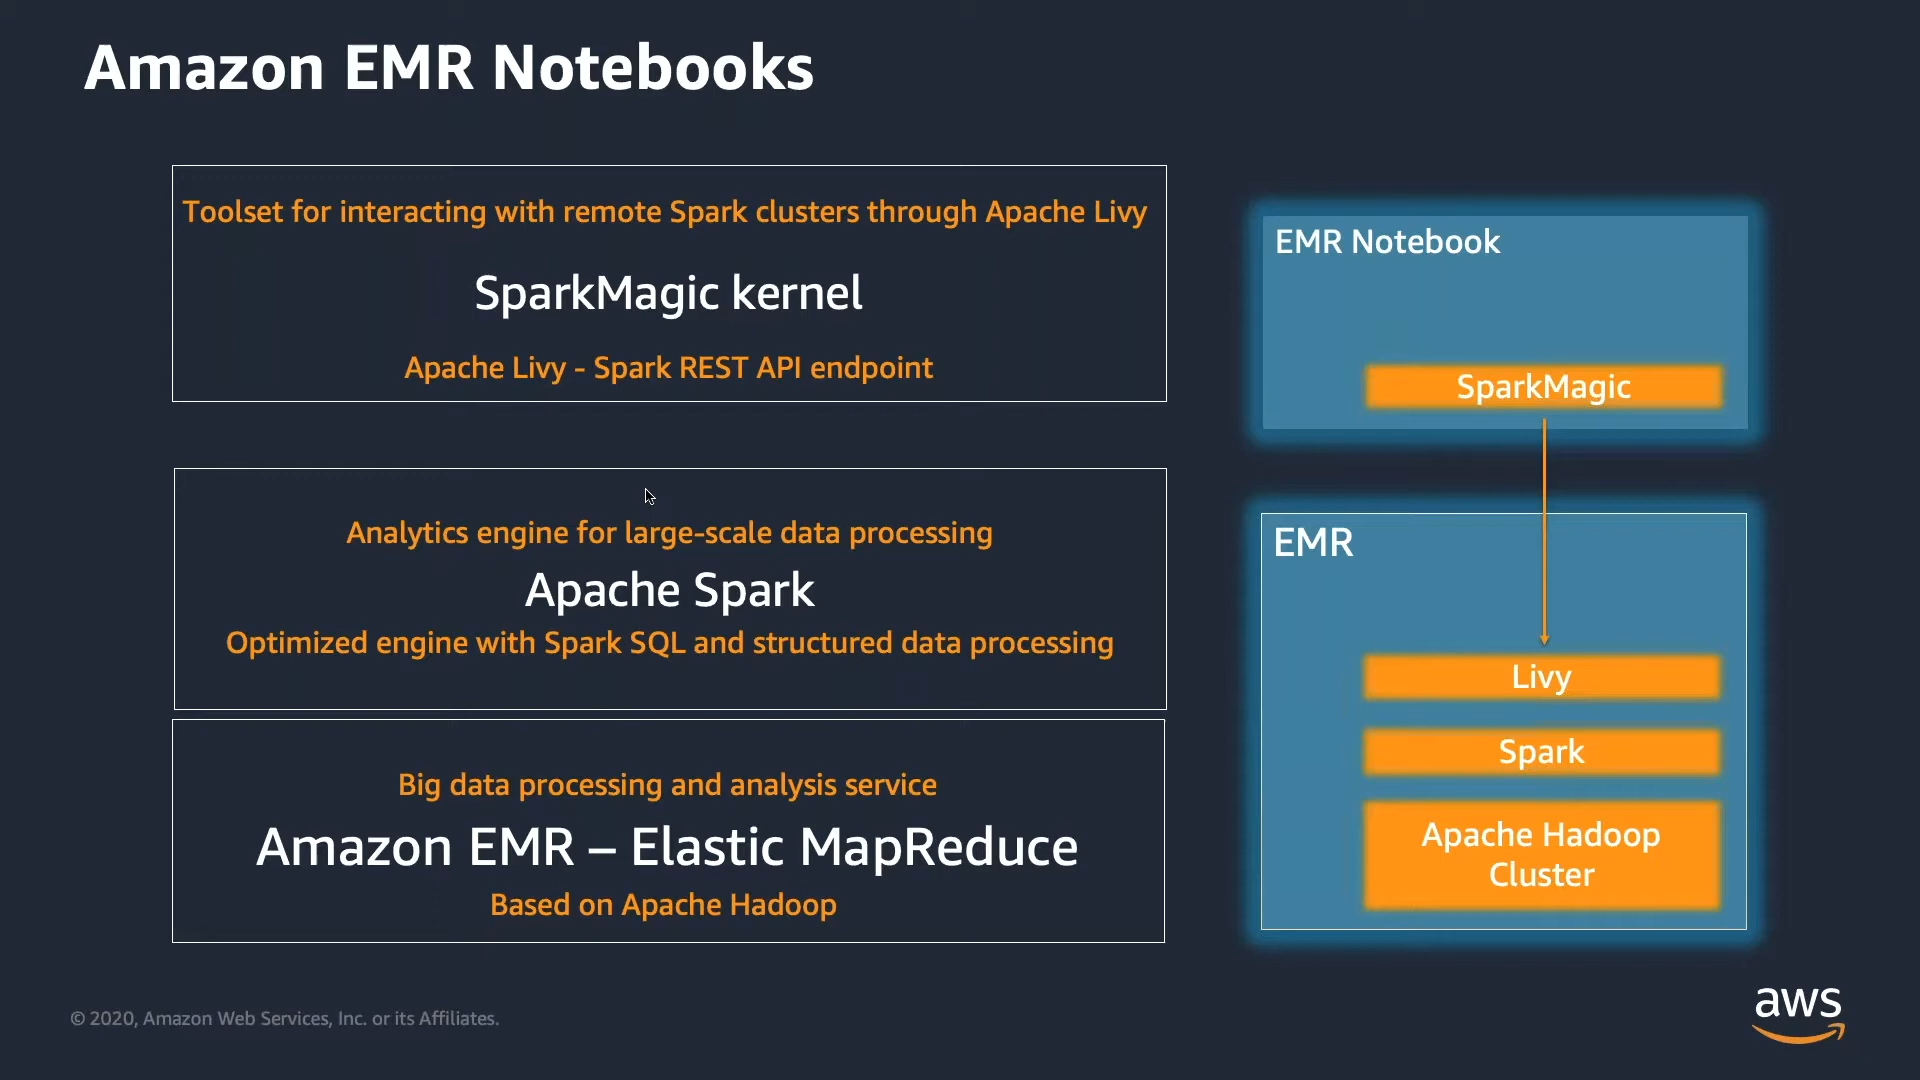 Amazon EMR Notebooks
Toolset for interacting with remote Spark clusters through Apache Livy
SparkMagic kernel
Apache Livy - Spark REST API endpoint
Analytics engine for large-scale data processing
Apache Spark
Optimized engine with Spark SQL and structured data processing
Big data processing and analysis service
Amazon EMR – Elastic MapReduce
Based on Apache Hadoop
EMR Notebook
SparkMagic
EMR
Livy
Spark
Apache Hadoop
Cluster
© 2020, Amazon Web Services, Inc. or its Affiliates.
aws